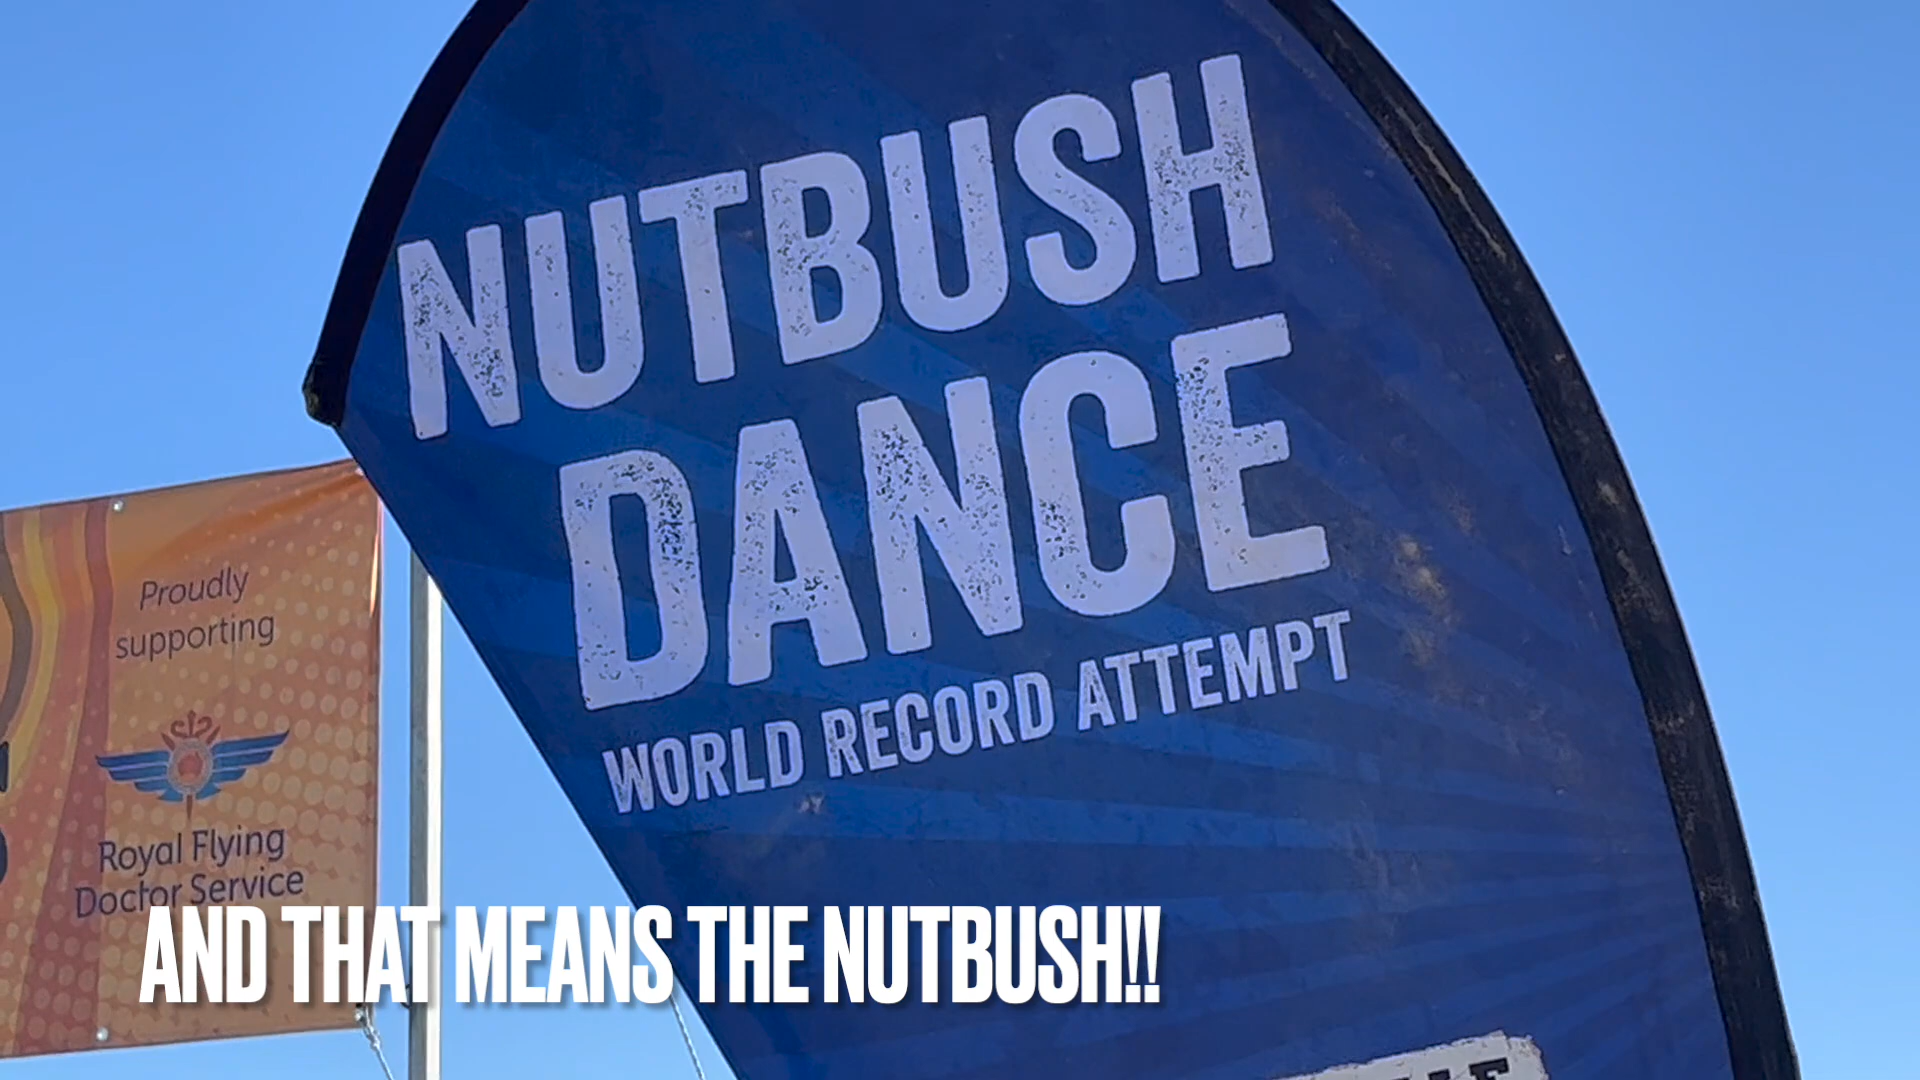 NUTBUSH
DANCE
WORLD RECORD ATTEMPT
Proudly
supporting
Royal Flying
Doctor Service
AND THAT MEANS THE NUTBUSH!!